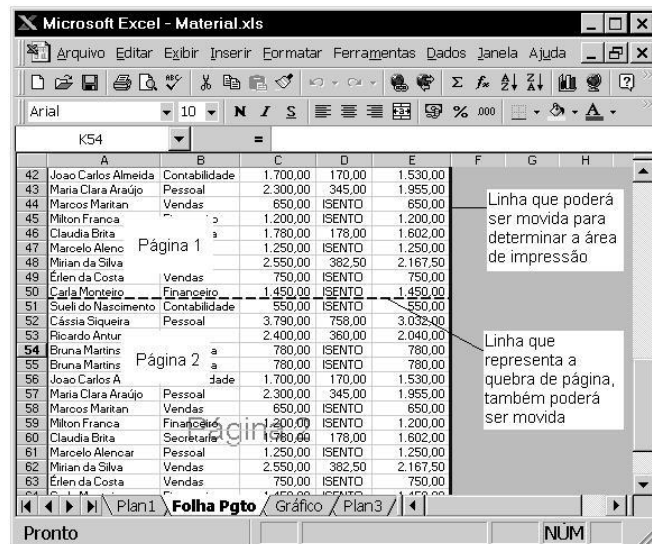 Microsoft Excel - Material.xls
Arquivo Editar Exibir Inserir Formatar Ferramentas Dados Janela Ajuda
Arial 10 N I S % 000
K54 =
A B C D E F G H
42 Joao Carlos Almeida Contabilidade 1.700,00 170,00 1.530,00
43 Maria Clara Araújo Pessoal 2.300,00 345,00 1.955,00
44 Marcos Maritan Vendas 650,00 ISENTO 650,00
45 Milton Franca 1.200,00 ISENTO 1.200,00
46 Claudia Brita 1.780,00 178,00 1.602,00
47 Marcelo Alenc 1.250,00 ISENTO 1.250,00
48 Mirian da Silva 2.550,00 382,50 2.167,50
49 Érlen da Costa Vendas 750,00 ISENTO 750,00
50 Carla Monteiro Financeiro 1.450,00 ISENTO 1.450,00
51 Sueli do Nascimento Contabilidade 550,00 ISENTO 550,00
52 Cássia Siqueira Pessoal 3.790,00 758,00 3.032,00
53 Ricardo Antur 2.400,00 360,00 2.040,00
54 Bruna Martins a 780,00 ISENTO 780,00
55 Bruna Martins a 780,00 ISENTO 780,00
56 Joao Carlos A dade 1.700,00 170,00 1.530,00
57 Maria Clara Araújo Pessoal 2.300,00 345,00 1.955,00
58 Marcos Maritan Vendas 650,00 ISENTO 650,00
59 Milton Franca Financeiro 1.200,00 ISENTO 1.200,00
60 Claudia Brita Secretaria 1.780,00 178,00 1.602,00
61 Marcelo Alencar Pessoal 1.250,00 ISENTO 1.250,00
62 Mirian da Silva Vendas 2.550,00 382,50 2.167,50
63 Érlen da Costa Vendas 750,00 ISENTO 750,00
Página 1
Página 2
Página 2
Linha que poderá
ser movida para
determinar a área
de impressão
Linha que
representa a
quebra de página,
também poderá
ser movida
Plan1 Folha Pgto Gráfico Plan3
Pronto NÚM